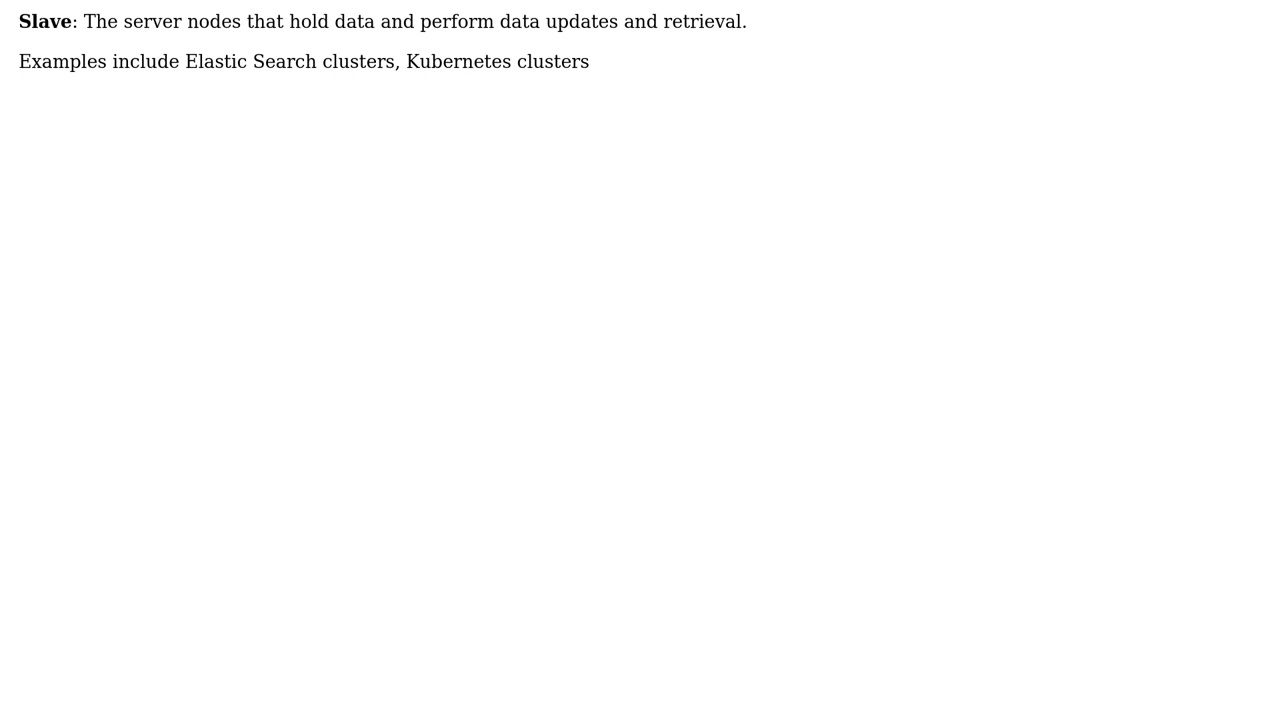 Slave: The server nodes that hold data and perform data updates and retrieval.
Examples include Elastic Search clusters, Kubernetes clusters